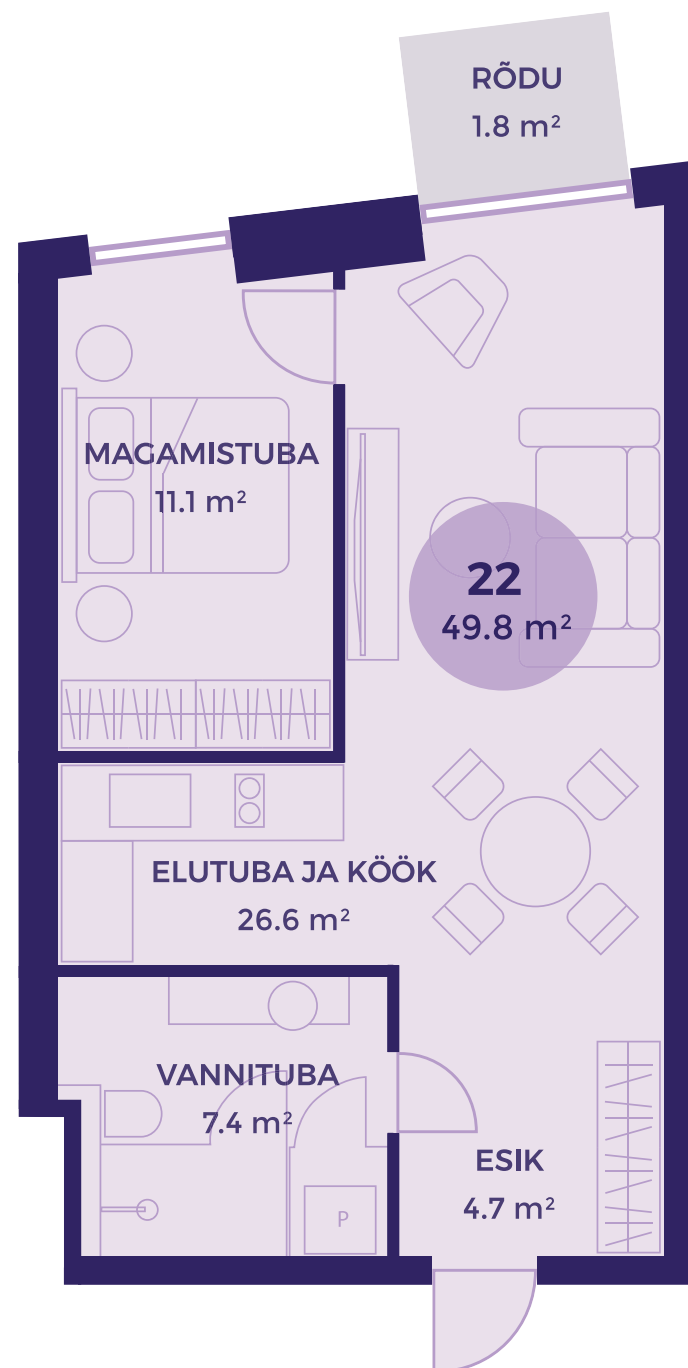 RÕDU
1.8 m²
MAGAMISTUBA
11.1 m²
22
49.8 m²
ELUTUBA JA KÖÖK
26.6 m²
VANNITUBA
7.4 m²
P
ESIK
4.7 m²